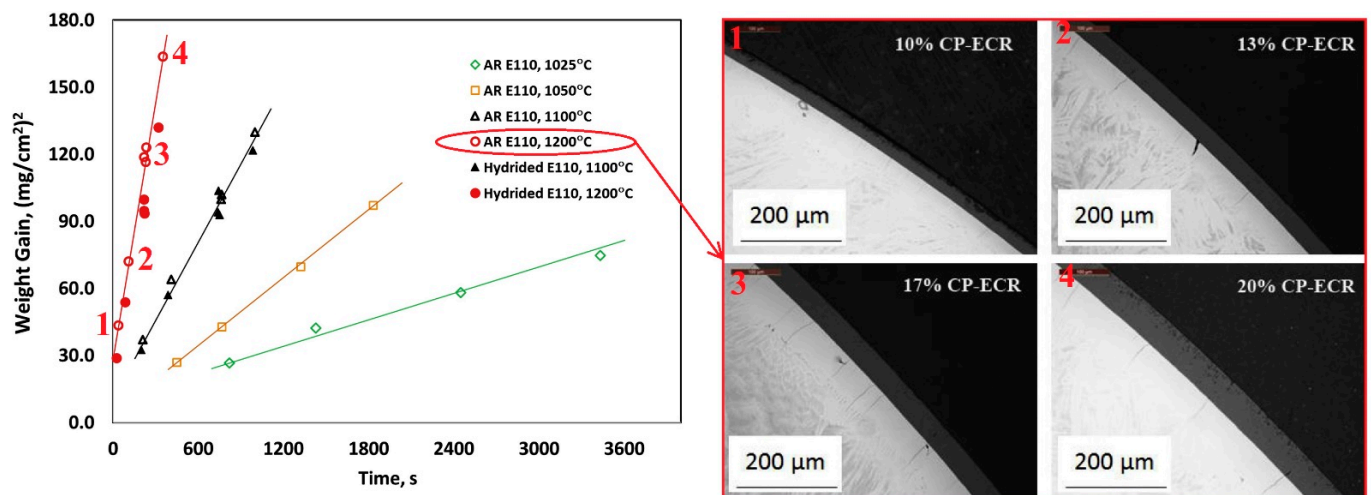 180.0
150.0
120.0
90.0
60.0
30.0
0.0
Weight Gain, (mg/cm²)²
0 600 1200 1800 2400 3000 3600
Time, s
4
3
2
1
AR E110, 1025°C
AR E110, 1050°C
AR E110, 1100°C
AR E110, 1200°C
Hydrided E110, 1100°C
Hydrided E110, 1200°C
1
10% CP-ECR
200 µm
2
13% CP-ECR
200 µm
3
17% CP-ECR
200 µm
4
20% CP-ECR
200 µm